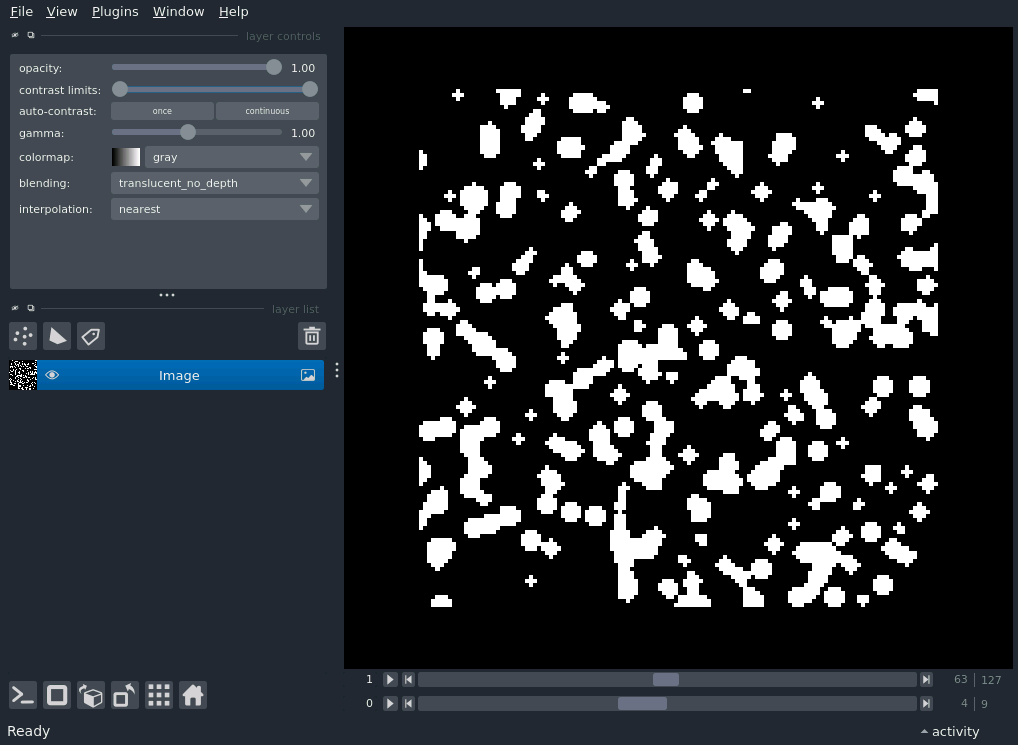 File View Plugins Window Help
layer controls
opacity: 1.00
contrast limits:
auto-contrast: once continuous
gamma: 1.00
colormap: gray
blending: translucent_no_depth
interpolation: nearest
layer list
Image
1 63 127
0 4 9
Ready activity